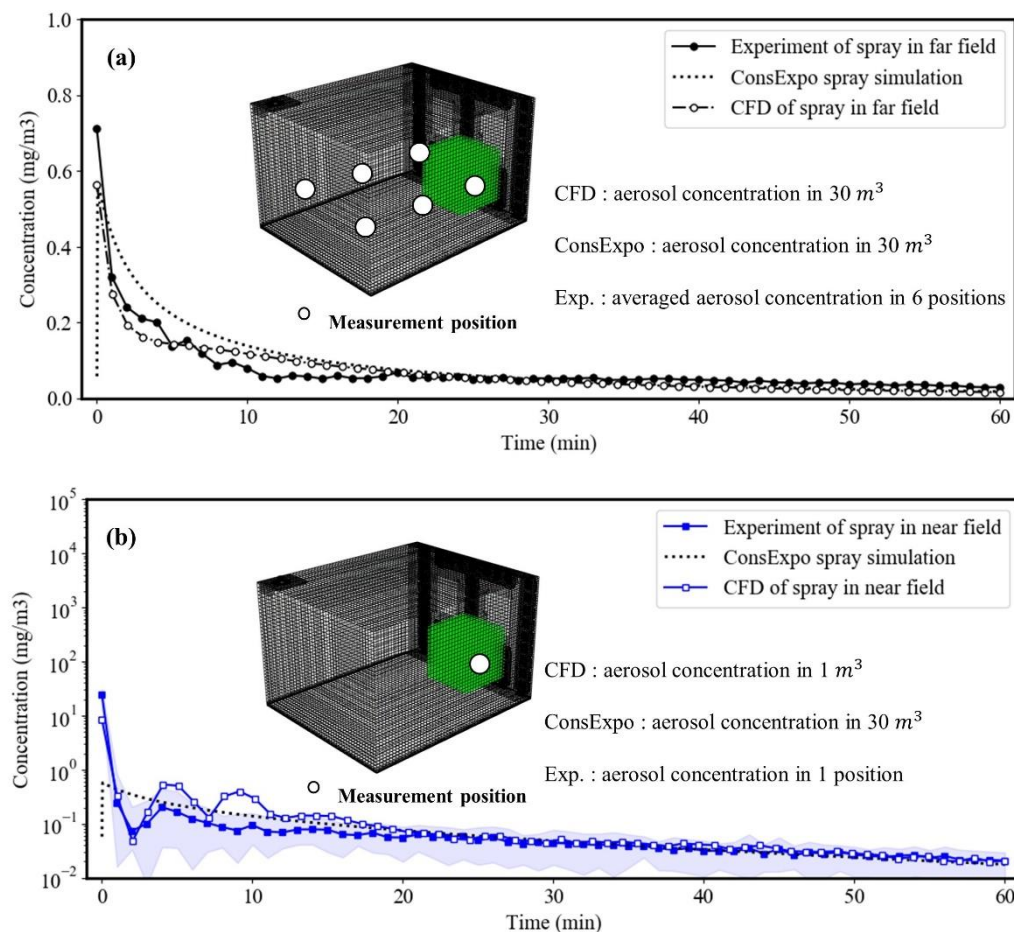 (a)
Experiment of spray in far field
ConsExpo spray simulation
CFD of spray in far field
CFD : aerosol concentration in 30 m³
ConsExpo : aerosol concentration in 30 m³
Exp. : averaged aerosol concentration in 6 positions
Measurement position
Concentration (mg/m3)
1.0
0.8
0.6
0.4
0.2
0.0
0
10
20
30
40
50
60
Time (min)
(b)
Experiment of spray in near field
ConsExpo spray simulation
CFD of spray in near field
CFD : aerosol concentration in 1 m³
ConsExpo : aerosol concentration in 30 m³
Exp. : aerosol concentration in 1 position
Measurement position
Concentration (mg/m3)
10⁵
10⁴
10³
10²
10¹
10⁰
10⁻¹
10⁻²
0
10
20
30
40
50
60
Time (min)